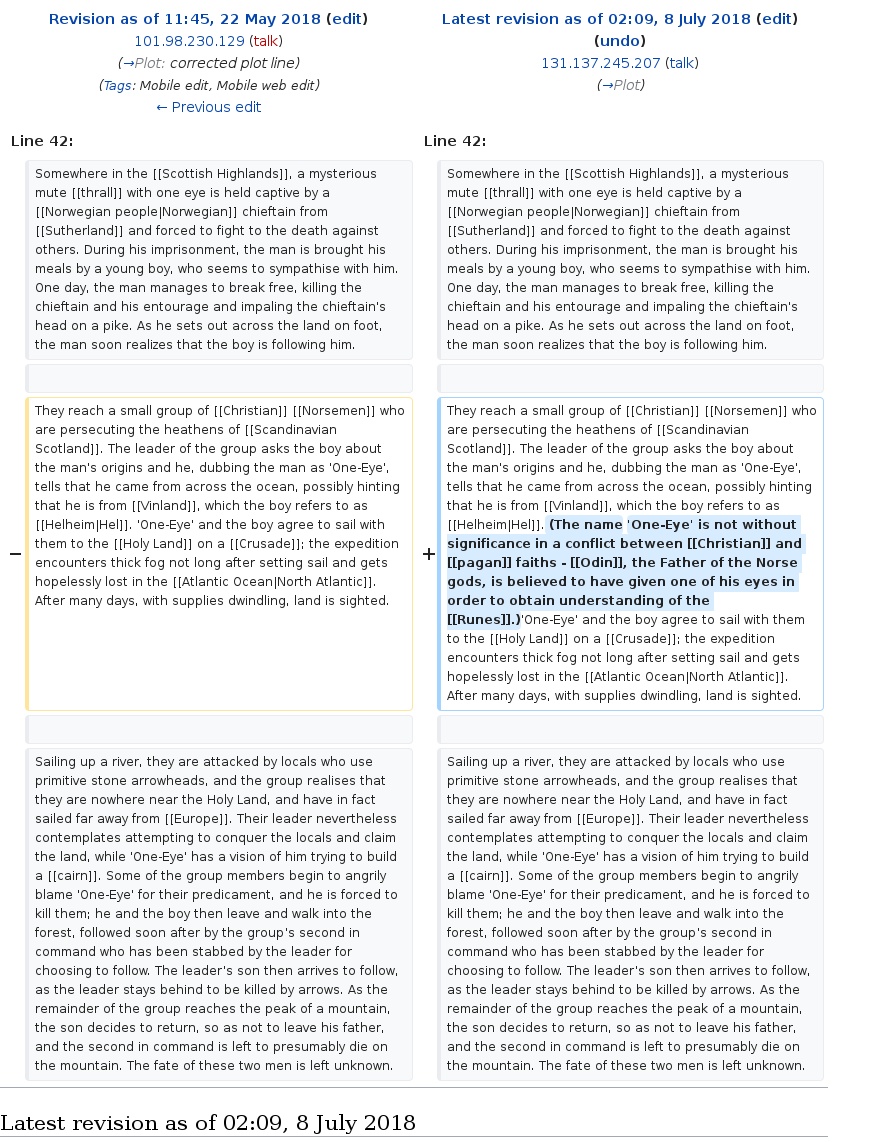 Revision as of 11:45, 22 May 2018 (edit)
101.98.230.129 (talk)
(→Plot: corrected plot line)
(Tags: Mobile edit, Mobile web edit)
← Previous edit
Latest revision as of 02:09, 8 July 2018 (edit)
(undo)
131.137.245.207 (talk)
(→Plot)
Line 42:
Somewhere in the [[Scottish Highlands]], a mysterious
mute [[thrall]] with one eye is held captive by a
[[Norwegian people|Norwegian]] chieftain from
[[Sutherland]] and forced to fight to the death against
others. During his imprisonment, the man is brought his
meals by a young boy, who seems to sympathise with him.
One day, the man manages to break free, killing the
chieftain and his entourage and impaling the chieftain's
head on a pike. As he sets out across the land on foot,
the man soon realizes that the boy is following him.
Line 42:
Somewhere in the [[Scottish Highlands]], a mysterious
mute [[thrall]] with one eye is held captive by a
[[Norwegian people|Norwegian]] chieftain from
[[Sutherland]] and forced to fight to the death against
others. During his imprisonment, the man is brought his
meals by a young boy, who seems to sympathise with him.
One day, the man manages to break free, killing the
chieftain and his entourage and impaling the chieftain's
head on a pike. As he sets out across the land on foot,
the man soon realizes that the boy is following him.
−
They reach a small group of [[Christian]] [[Norsemen]] who
are persecuting the heathens of [[Scandinavian
Scotland]]. The leader of the group asks the boy about
the man's origins and he, dubbing the man as 'One-Eye',
tells that he came from across the ocean, possibly hinting
that he is from [[Vinland]], which the boy refers to as
[[Helheim|Hel]]. 'One-Eye' and the boy agree to sail with
them to the [[Holy Land]] on a [[Crusade]]; the expedition
encounters thick fog not long after setting sail and gets
hopelessly lost in the [[Atlantic Ocean|North Atlantic]].
After many days, with supplies dwindling, land is sighted.
+
They reach a small group of [[Christian]] [[Norsemen]] who
are persecuting the heathens of [[Scandinavian
Scotland]]. The leader of the group asks the boy about
the man's origins and he, dubbing the man as 'One-Eye',
tells that he came from across the ocean, possibly hinting
that he is from [[Vinland]], which the boy refers to as
[[Helheim|Hel]]. (The name 'One-Eye' is not without
significance in a conflict between [[Christian]] and
[[pagan]] faiths - [[Odin]], the Father of the Norse
gods, is believed to have given one of his eyes in
order to obtain understanding of the
[[Runes]].)'One-Eye' and the boy agree to sail with them
to the [[Holy Land]] on a [[Crusade]]; the expedition
encounters thick fog not long after setting sail and gets
hopelessly lost in the [[Atlantic Ocean|North Atlantic]].
After many days, with supplies dwindling, land is sighted.
Sailing up a river, they are attacked by locals who use
primitive stone arrowheads, and the group realises that
they are nowhere near the Holy Land, and have in fact
sailed far away from [[Europe]]. Their leader nevertheless
contemplates attempting to conquer the locals and claim
the land, while 'One-Eye' has a vision of him trying to build
a [[cairn]]. Some of the group members begin to angrily
blame 'One-Eye' for their predicament, and he is forced to
kill them; he and the boy then leave and walk into the
forest, followed soon after by the group's second in
command who has been stabbed by the leader for
choosing to follow. The leader's son then arrives to follow,
as the leader stays behind to be killed by arrows. As the
remainder of the group reaches the peak of a mountain,
the son decides to return, so as not to leave his father,
and the second in command is left to presumably die on
the mountain. The fate of these two men is left unknown.
Sailing up a river, they are attacked by locals who use
primitive stone arrowheads, and the group realises that
they are nowhere near the Holy Land, and have in fact
sailed far away from [[Europe]]. Their leader nevertheless
contemplates attempting to conquer the locals and claim
the land, while 'One-Eye' has a vision of him trying to build
a [[cairn]]. Some of the group members begin to angrily
blame 'One-Eye' for their predicament, and he is forced to
kill them; he and the boy then leave and walk into the
forest, followed soon after by the group's second in
command who has been stabbed by the leader for
choosing to follow. The leader's son then arrives to follow,
as the leader stays behind to be killed by arrows. As the
remainder of the group reaches the peak of a mountain,
the son decides to return, so as not to leave his father,
and the second in command is left to presumably die on
the mountain. The fate of these two men is left unknown.
Latest revision as of 02:09, 8 July 2018